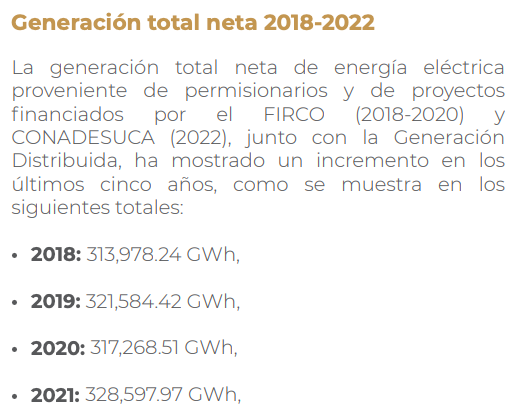 Generación total neta 2018-2022
La generación total neta de energía eléctrica
proveniente de permisionarios y de proyectos
financiados por el FIRCO (2018-2020) y
CONADESUCA (2022), junto con la Generación
Distribuida, ha mostrado un incremento en los
últimos cinco años, como se muestra en los
siguientes totales:
• 2018: 313,978.24 GWh,
• 2019: 321,584.42 GWh,
• 2020: 317,268.51 GWh,
• 2021: 328,597.97 GWh,